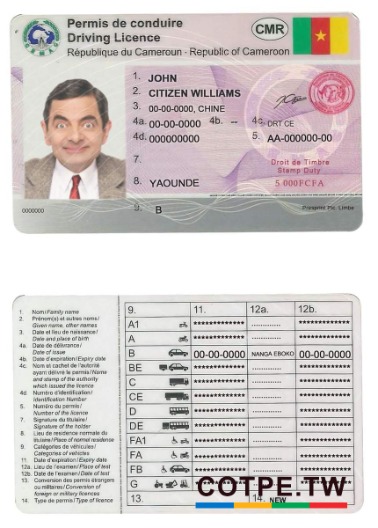 Permis de conduire
Driving Licence
CMR
République du Cameroun - Republic of Cameroon
1. JOHN
2. CITIZEN WILLIAMS
3. 00-00-0000, CHINE
4a. 00-00-0000 4b. -- 4c. DRT CE
4d. 000000000 5. AA-000000-00
7.
Droit de Timbre
Stamp Duty
8. YAOUNDE 5 000FCFA
0000000
9. B
1. Nom/Family name
2. Prénom(s) et autres noms/
Given name, other names
3. Date et lieu de naissance/
Date and place of birth
4a. Date de délivrance/
Date of issue
4b. Date d'expiration/Expiry date
4c. Nom et cachet de l'autorité
ayant délivré le permis/Name
and stamp of the authority
which issued the licence
4d. Numéro d'identification/
Identification Number
5. Numéro du permis/
Number of the licence
7. Signature du titulaire/
Signature of the holder
8. Lieu de residence normale du
titulaire/Place of normal residence
9. Catégories de véhicules/
Categories of vehicles
11. Date d'expiration/Expiry date
12a. Lieu de l'examen/Place of test
12b. Date de l'examen/Date of test
13. Conversion des permis étrangers
ou militaires/Conversion of
foreign or military licences
14. Type de permis/Type of licence
9. 11. 12a. 12b.
A1 ************* ............. *************
A ************* ............. *************
B 00-00-0000 NANGA EBOKO 00-00-0000
BE ************* ............. *************
C ************* ............. *************
CE ************* ............. *************
D ************* ............. *************
DE ************* ............. *************
FA1 ************* ............. *************
FA ************* ............. *************
FB ************* ............. *************
G
13. 14. NEW
COTPE.TW